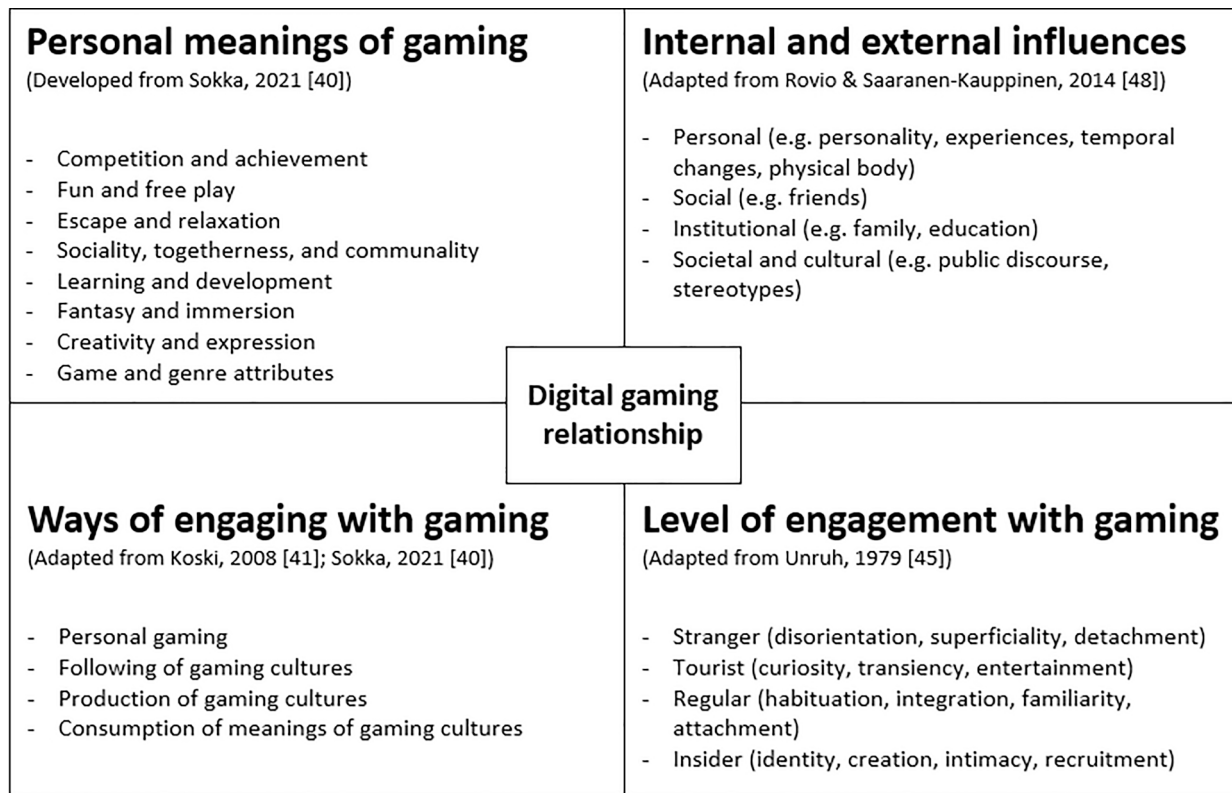 Personal meanings of gaming
(Developed from Sokka, 2021 [40])
- Competition and achievement
- Fun and free play
- Escape and relaxation
- Sociality, togetherness, and communality
- Learning and development
- Fantasy and immersion
- Creativity and expression
- Game and genre attributes
Internal and external influences
(Adapted from Rovio & Saaranen-Kauppinen, 2014 [48])
- Personal (e.g. personality, experiences, temporal
changes, physical body)
- Social (e.g. friends)
- Institutional (e.g. family, education)
- Societal and cultural (e.g. public discourse,
stereotypes)
Digital gaming
relationship
Ways of engaging with gaming
(Adapted from Koski, 2008 [41]; Sokka, 2021 [40])
- Personal gaming
- Following of gaming cultures
- Production of gaming cultures
- Consumption of meanings of gaming cultures
Level of engagement with gaming
(Adapted from Unruh, 1979 [45])
- Stranger (disorientation, superficiality, detachment)
- Tourist (curiosity, transiency, entertainment)
- Regular (habituation, integration, familiarity,
attachment)
- Insider (identity, creation, intimacy, recruitment)